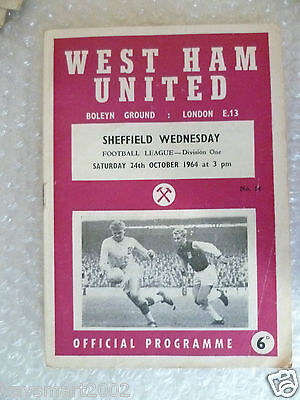 WEST HAM
UNITED
BOLEYN GROUND : LONDON E.13
SHEFFIELD WEDNESDAY
FOOTBALL LEAGUE—Division One
SATURDAY 24th OCTOBER 1964 at 3 pm
No. 14
OFFICIAL PROGRAMME
6D